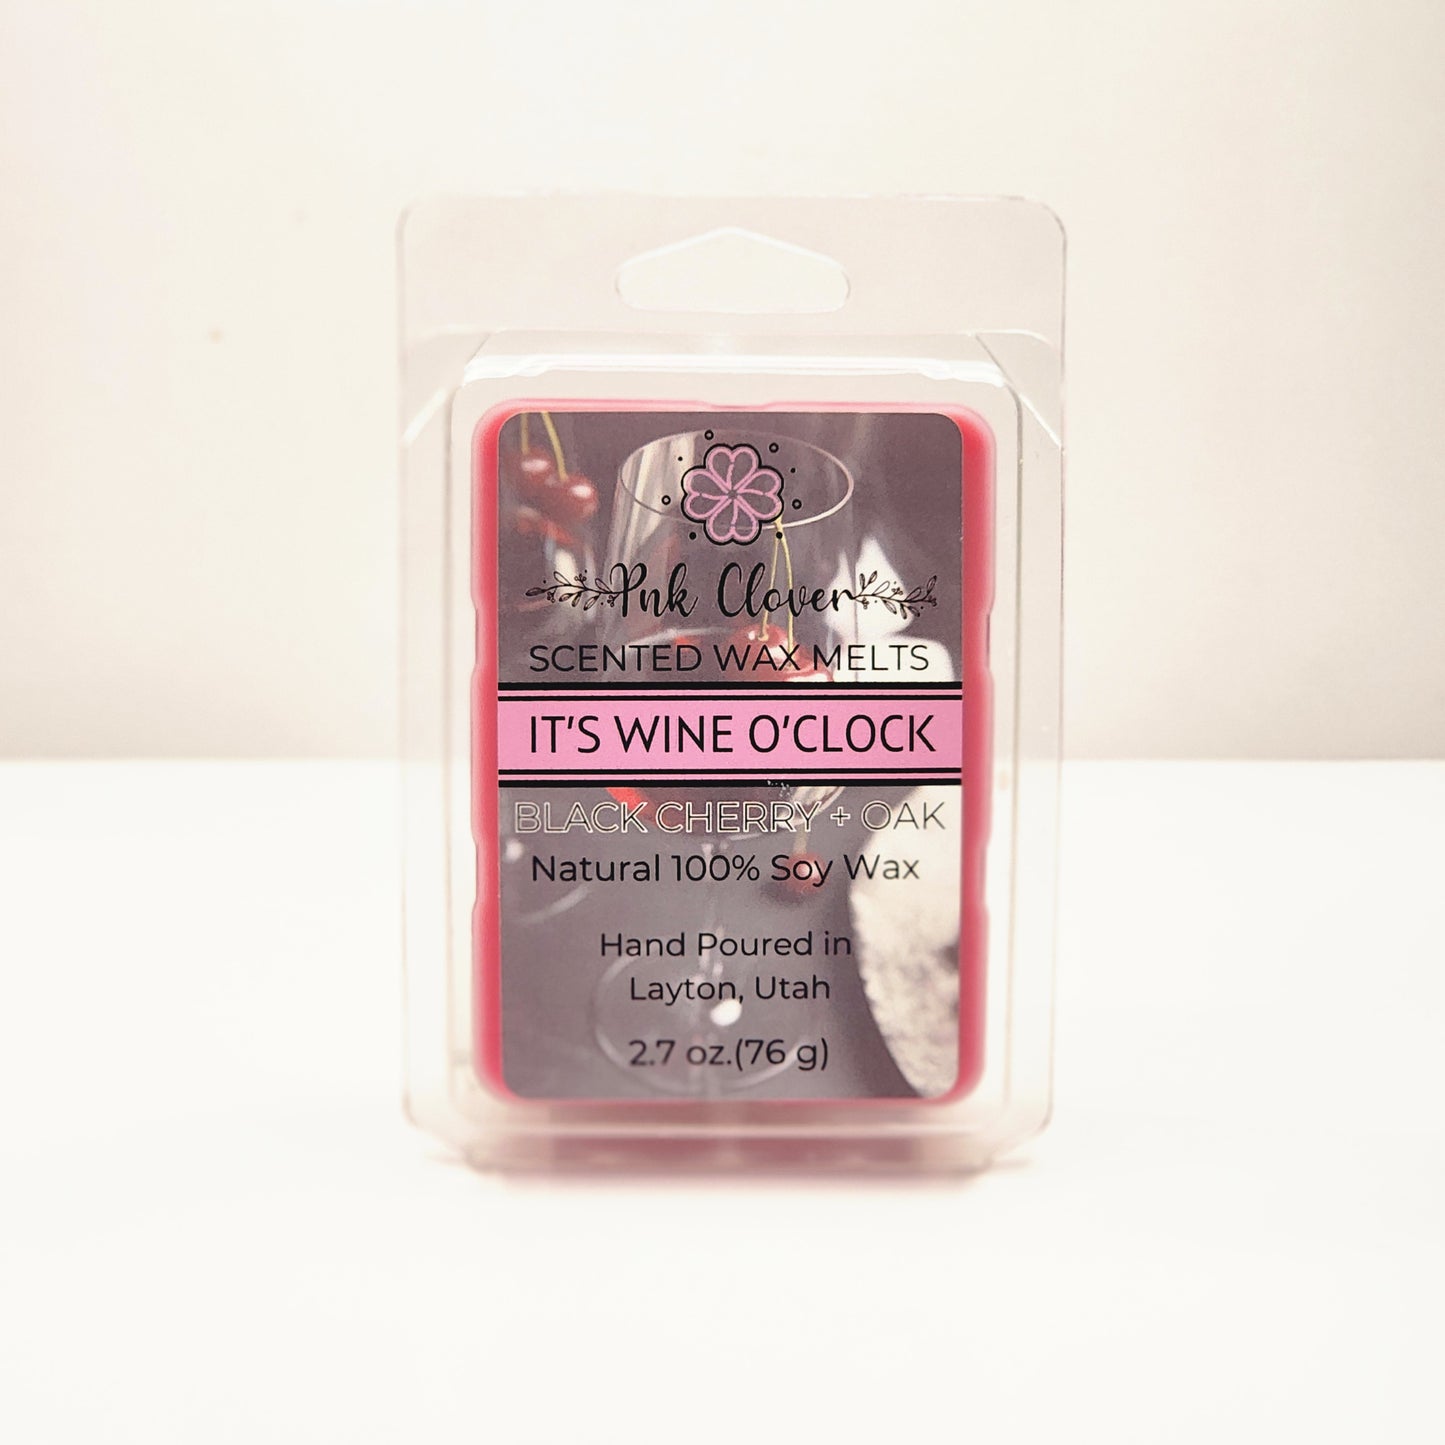 Pnk Clover
SCENTED WAX MELTS
IT'S WINE O'CLOCK
BLACK CHERRY + OAK
Natural 100% Soy Wax
Hand Poured in
Layton, Utah
2.7 oz.(76 g)